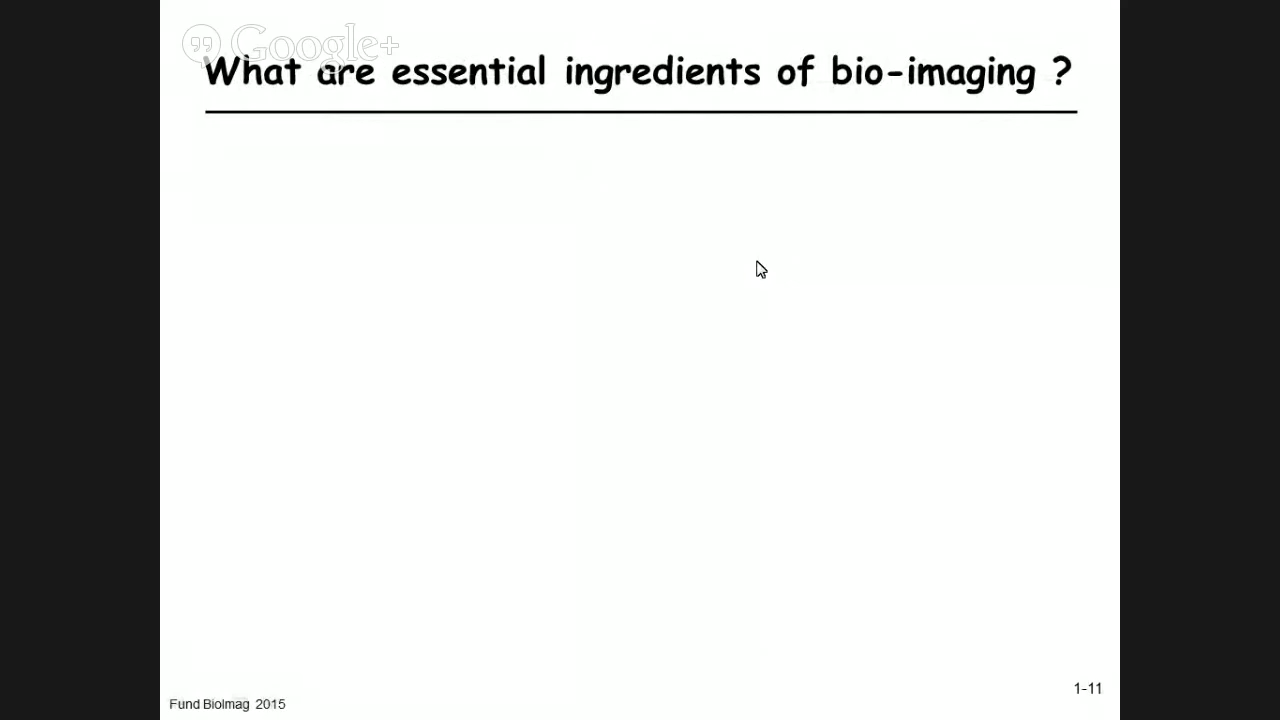 Google+
What are essential ingredients of bio-imaging ?
1-11
Fund BioImag 2015